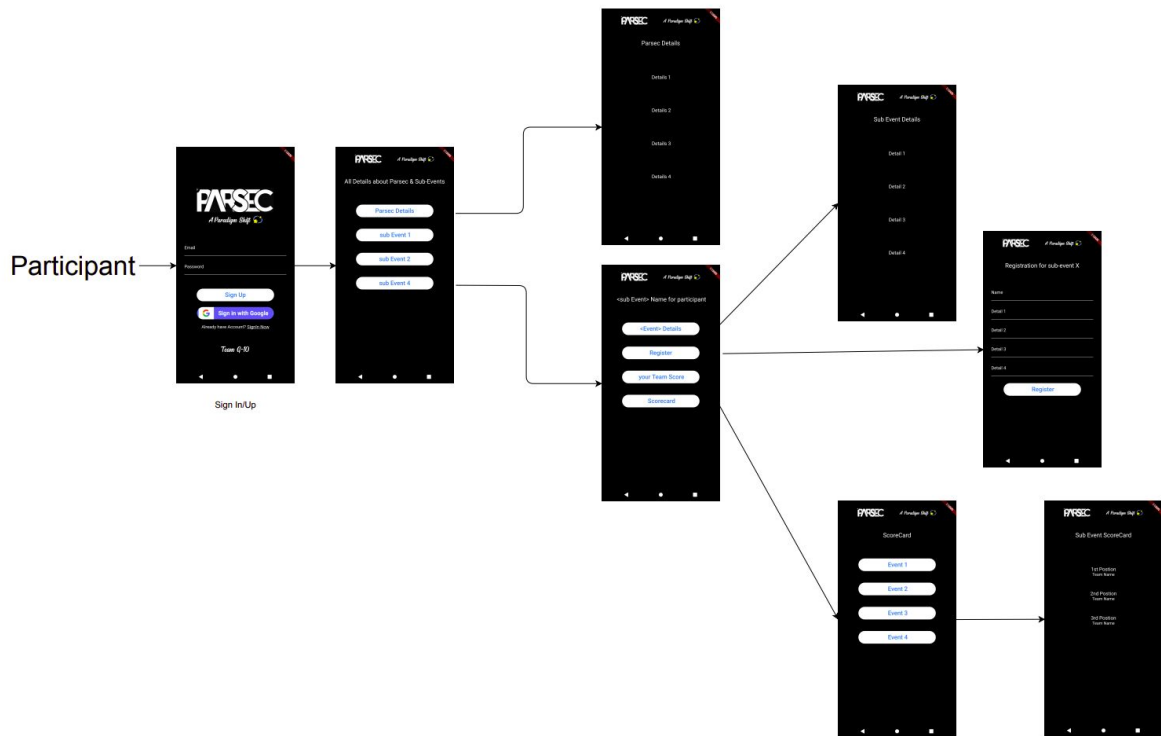 Participant
PARSEC
A Paradigm Shift
Email
Password
Sign Up
G Sign in with Google
Already have Account? SignIn Now
Team G-10
Sign In/Up
PARSEC A Paradigm Shift
All Details about Parsec & Sub-Events
Parsec Details
sub Event 1
sub Event 2
sub Event 4
PARSEC A Paradigm Shift
Parsec Details
Details 1
Details 2
Details 3
Details 4
PARSEC A Paradigm Shift
<sub Event> Name for participant
<Event> Details
Register
your Team Score
Scorecard
PARSEC A Paradigm Shift
Sub Event Details
Detail 1
Detail 2
Detail 3
Detail 4
PARSEC A Paradigm Shift
Registration for sub-event X
Name
Detail 1
Detail 2
Detail 3
Detail 4
Register
PARSEC A Paradigm Shift
ScoreCard
Event 1
Event 2
Event 3
Event 4
PARSEC A Paradigm Shift
Sub Event ScoreCard
1st Postion
Team Name
2nd Postion
Team Name
3rd Postion
Team Name